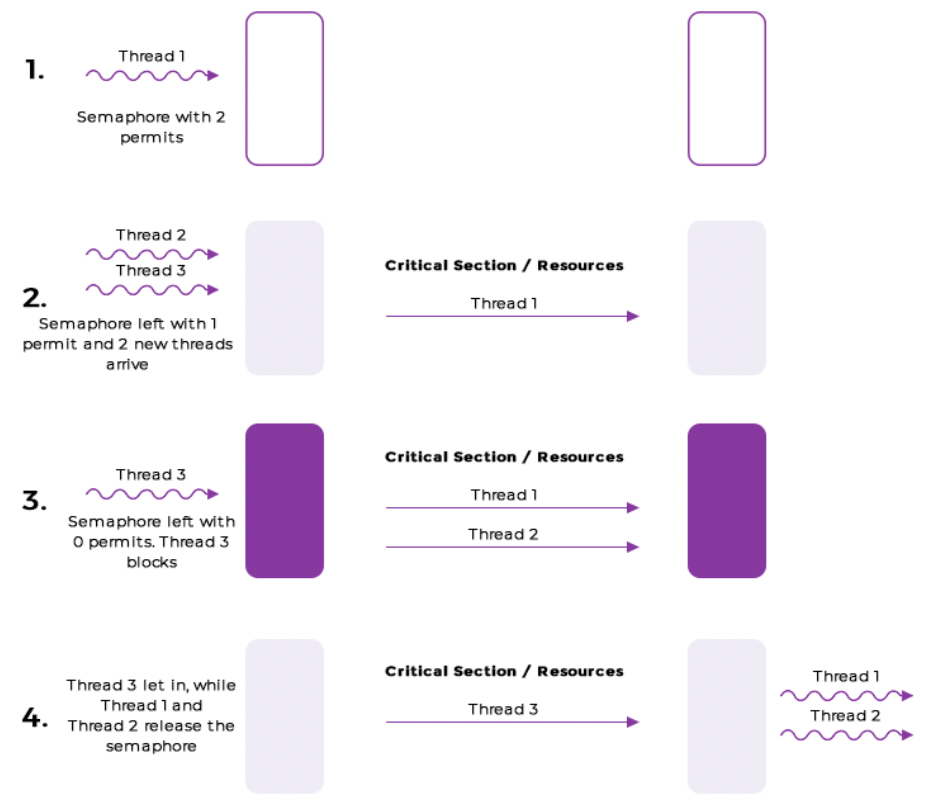 1.
Thread 1
Semaphore with 2
permits
Thread 2
Thread 3
2.
Semaphore left with 1
permit and 2 new threads
arrive
Critical Section / Resources
Thread 1
3.
Thread 3
Semaphore left with
0 permits. Thread 3
blocks
Critical Section / Resources
Thread 1
Thread 2
4.
Thread 3 let in, while
Thread 1 and
Thread 2 release the
semaphore
Critical Section / Resources
Thread 3
Thread 1
Thread 2